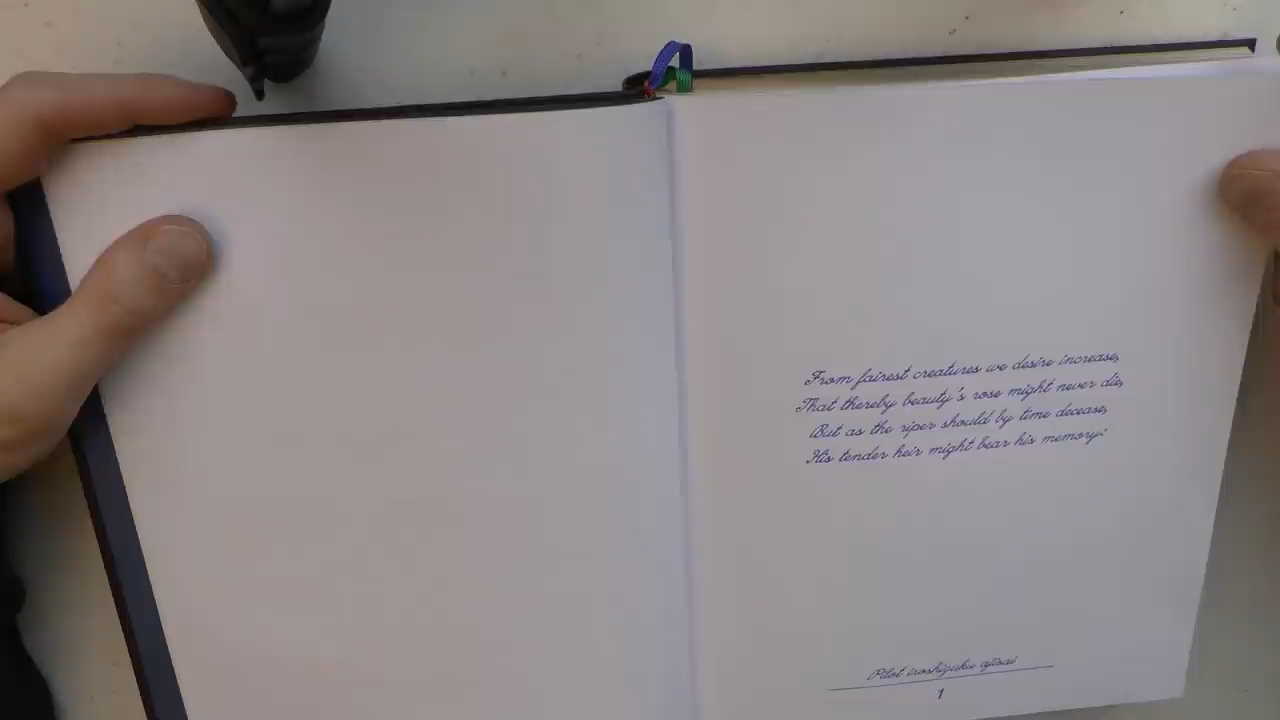 From fairest creatures we desire increase,
That thereby beauty's rose might never die,
But as the riper should by time decease,
His tender heir might bear his memory:
Pilot iroshizuku ajisai
1